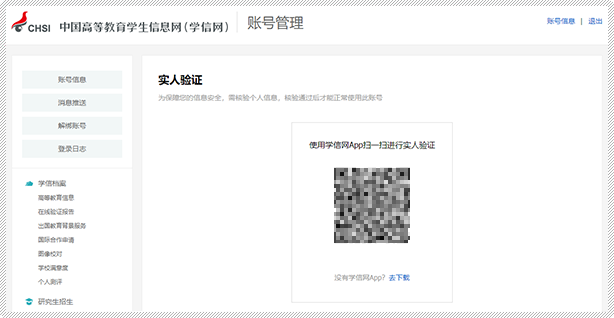 CHSI 中国高等教育学生信息网(学信网) 账号管理
账号信息 | 退出
账号信息
消息推送
解绑账号
登录日志
学信档案
高等教育信息
在线验证报告
出国教育背景服务
国际合作申请
图像校对
学校满意度
个人测评
研究生招生
实人验证
为保障您的信息安全,需核验个人信息,核验通过后才能正常使用此账号
使用学信网App扫一扫进行实人验证
没有学信网App? 去下载